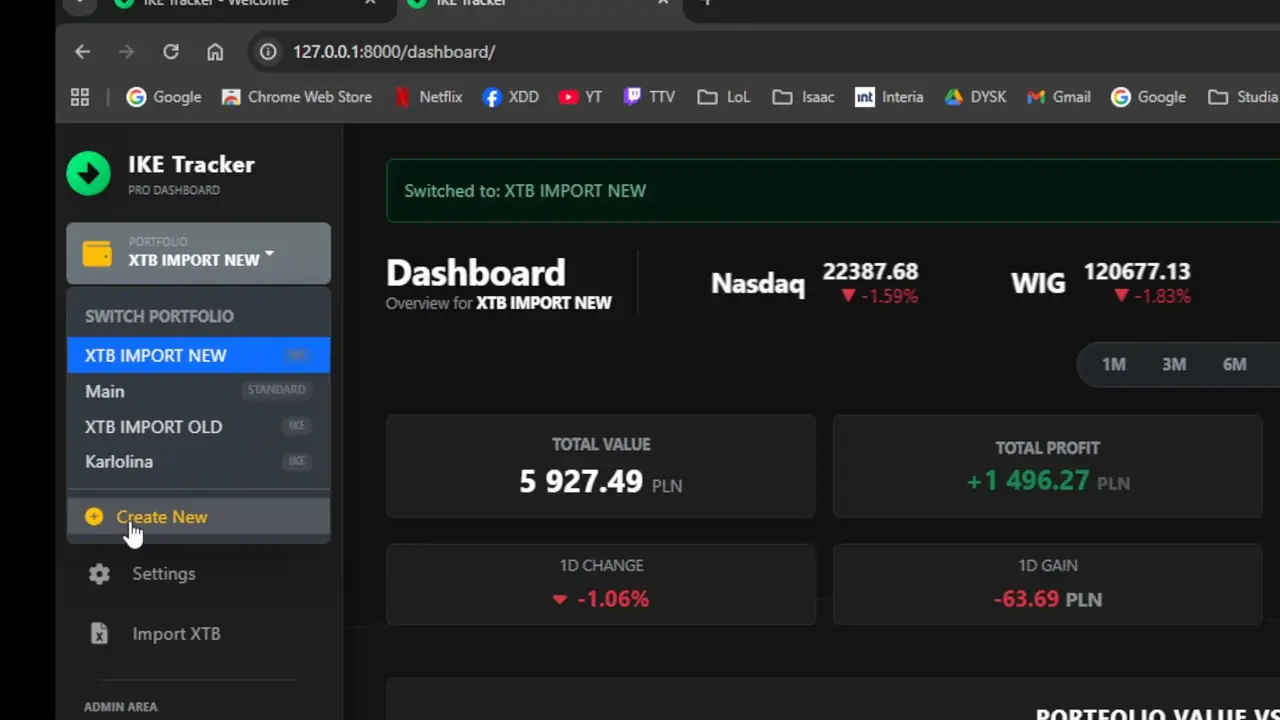 IKE Tracker - Welcome
IKE Tracker
127.0.0.1:8000/dashboard/
Google
Chrome Web Store
Netflix
XDD
YT
TTV
LoL
Isaac
int Interia
DYSK
Gmail
Google
Studia
IKE Tracker
PRO DASHBOARD
PORTFOLIO
XTB IMPORT NEW
SWITCH PORTFOLIO
XTB IMPORT NEW IKE
Main STANDARD
XTB IMPORT OLD IKE
Karlolina IKE
Create New
Settings
Import XTB
ADMIN AREA
Switched to: XTB IMPORT NEW
Dashboard
Overview for XTB IMPORT NEW
Nasdaq
22387.68
▼ -1.59%
WIG
120677.13
▼ -1.83%
1M 3M 6M
TOTAL VALUE
5 927.49 PLN
TOTAL PROFIT
+1 496.27 PLN
1D CHANGE
-1.06%
1D GAIN
-63.69 PLN
PORTFOLIO VALUE VS